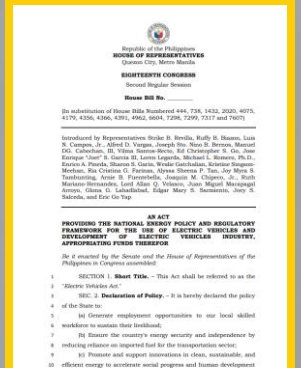 Republic of the Philippines
HOUSE OF REPRESENTATIVES
Quezon City, Metro Manila
EIGHTEENTH CONGRESS
Second Regular Session
House Bill No. ________
(In substitution of House Bills Numbered 444, 738, 1432, 2020, 4075,
4179, 4356, 4366, 4391, 4962, 6604, 7298, 7299, 7317 and 7607)
Introduced by Representatives Strike B. Revilla, Ruffy B. Biazon, Luis
N. Campos, Jr., Alfred D. Vargas, Joseph Sto. Nino B. Bernos, Manuel
DG. Cabochan, III, Vilma Santos-Recto, Ed Christopher S. Go, Jose
Enrique "Joet" S. Garcia III, Loren Legarda, Michael L. Romero, Ph.D.,
Enrico A. Pineda, Sharon S. Garin, Weslie Gatchalian, Kristine Singson-
Meehan, Ria Cristina G. Farinas, Alyssa Sheena P. Tan, Joy Myra S.
Tambunting, Arnie B. Fuentebella, Joaquin M. Chipeco, Jr., Ruth
Mariano-Hernandez, Lord Allan Q. Velasco, Juan Miguel Macapagal
Arroyo, Glona G. Labadlabad, Edgar Mary S. Sarmiento, Joey S.
Salceda, and Eric Go Yap
AN ACT
PROVIDING THE NATIONAL ENERGY POLICY AND REGULATORY
FRAMEWORK FOR THE USE OF ELECTRIC VEHICLES AND
DEVELOPMENT OF ELECTRIC VEHICLES INDUSTRY,
APPROPRIATING FUNDS THEREFOR
Be it enacted by the Senate and the House of Representatives of the
Philippines in Congress assembled:
1 SECTION 1. Short Title. – This Act shall be referred to as the
2 "Electric Vehicles Act."
3 SEC. 2. Declaration of Policy. – It is hereby declared the policy
4 of the State to:
5 (a) Generate employment opportunities to our local skilled
6 workforce to sustain their livelihood;
7 (b) Ensure the country's energy security and independence by
8 reducing reliance on imported fuel for the transportation sector;
9 (c) Promote and support innovations in clean, sustainable, and
10 efficient energy to accelerate social progress and human development